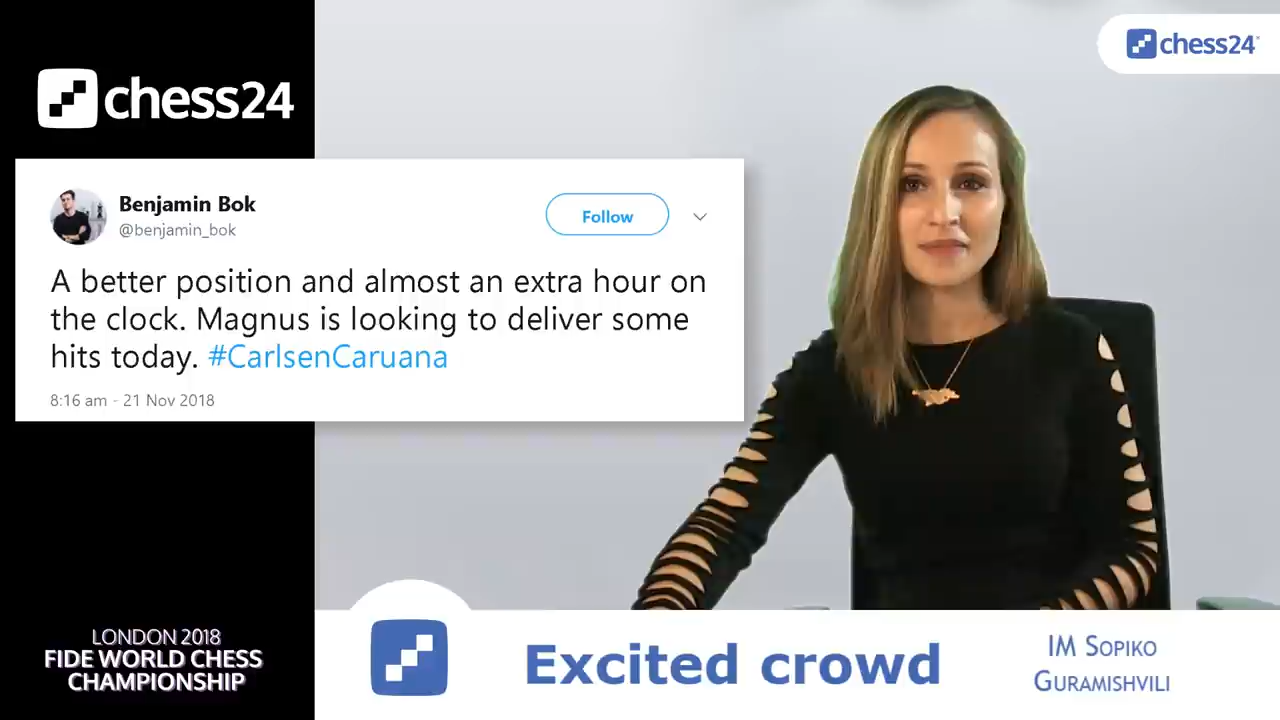 chess24
chess24
Benjamin Bok
@benjamin_bok
Follow
A better position and almost an extra hour on
the clock. Magnus is looking to deliver some
hits today. #CarlsenCaruana
8:16 am - 21 Nov 2018
LONDON 2018
FIDE WORLD CHESS
CHAMPIONSHIP
Excited crowd
IM SOPIKO
GURAMISHVILI